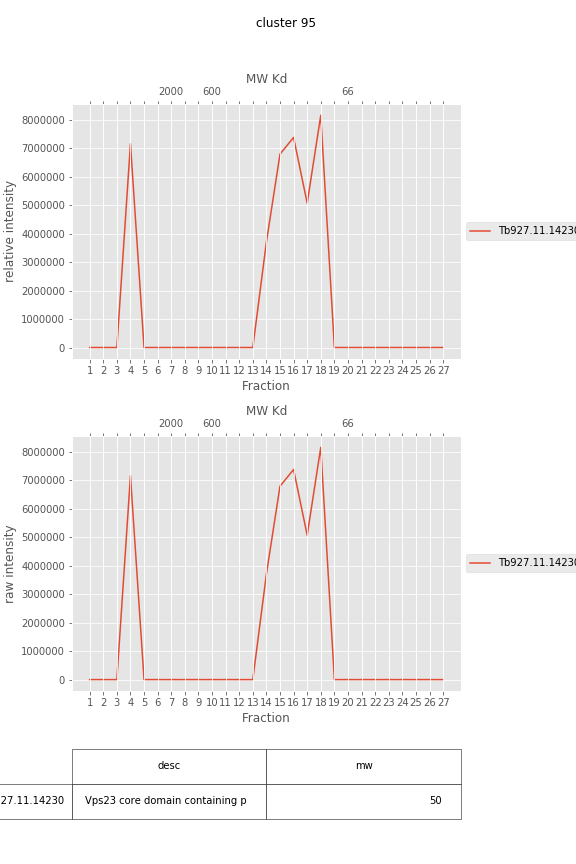 cluster 95
MW Kd
2000 600 66
8000000
7000000
6000000
5000000
4000000
3000000
2000000
1000000
0
relative intensity
1 2 3 4 5 6 7 8 9 10 11 12 13 14 15 16 17 18 19 20 21 22 23 24 25 26 27
Fraction
Tb927.11.14230
MW Kd
2000 600 66
8000000
7000000
6000000
5000000
4000000
3000000
2000000
1000000
0
raw intensity
1 2 3 4 5 6 7 8 9 10 11 12 13 14 15 16 17 18 19 20 21 22 23 24 25 26 27
Fraction
Tb927.11.14230
desc mw
27.11.14230 Vps23 core domain containing p 50